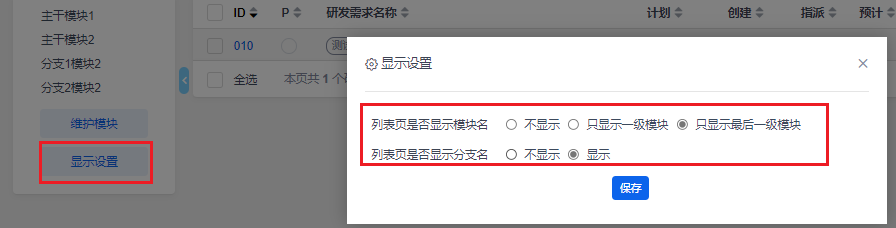 主干模块1
主干模块2
分支1模块2
分支2模块2
维护模块
显示设置
ID P 研发需求名称 计划 创建 指派 预计
010
全选 本页共 1 个
显示设置
列表页是否显示模块名 不显示 只显示一级模块 只显示最后一级模块
列表页是否显示分支名 不显示 显示
保存